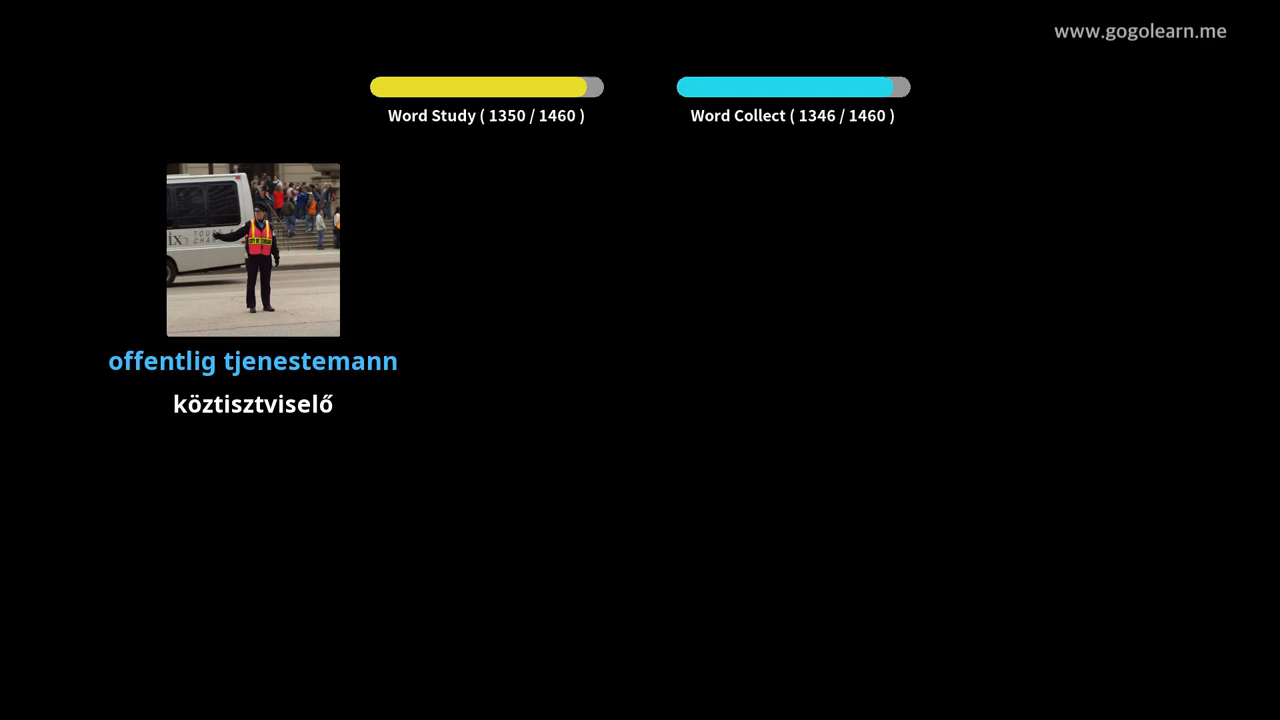 www.gogolearn.me
Word Study ( 1350 / 1460 )
Word Collect ( 1346 / 1460 )
offentlig tjenestemann
köztisztviselő